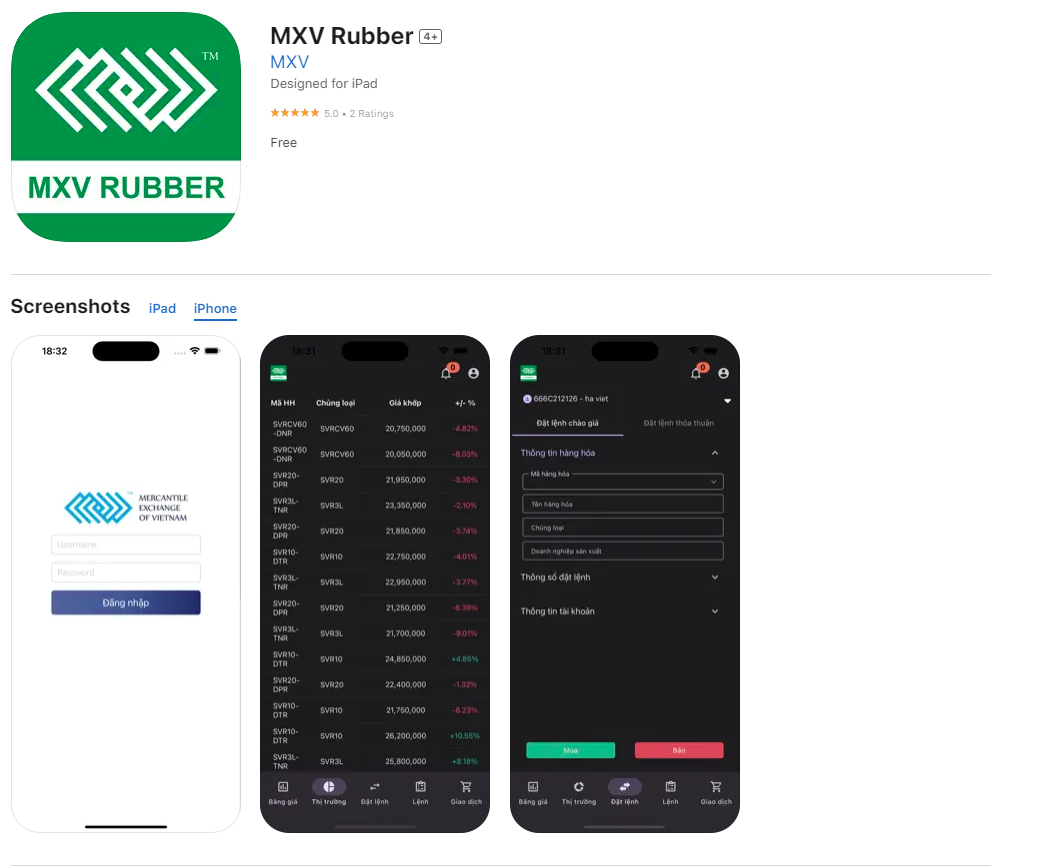 TM
MXV RUBBER
MXV Rubber 4+
MXV
Designed for iPad
5.0 • 2 Ratings
Free
Screenshots iPad iPhone
18:32
MERCANTILE
EXCHANGE
OF VIETNAM
Username
Password
Đăng nhập
18:31
0
Mã HH Chủng loại Giá khớp +/- %
SVRCV60
-DNR SVRCV60 20,750,000 -4.82%
SVRCV60
-DNR SVRCV60 20,050,000 -8.03%
SVR20-
DPR SVR20 21,950,000 -3.30%
SVR3L-
TNR SVR3L 23,350,000 -2.10%
SVR20-
DPR SVR20 21,850,000 -3.74%
SVR10-
DTR SVR10 22,750,000 -4.01%
SVR3L-
TNR SVR3L 22,950,000 -3.77%
SVR20-
DPR SVR20 21,250,000 -6.39%
SVR3L-
TNR SVR3L 21,700,000 -9.01%
SVR10-
DTR SVR10 24,850,000 +4.85%
SVR20-
DPR SVR20 22,400,000 -1.32%
SVR10-
DTR SVR10 21,750,000 -8.23%
SVR10-
DTR SVR10 26,200,000 +10.55%
SVR3L-
TNR SVR3L 25,800,000 +8.18%
Bảng giá Thị trường Đặt lệnh Lệnh Giao dịch
18:31
0
666C212126 - ha viet
Đặt lệnh chào giá Đặt lệnh thỏa thuận
Thông tin hàng hóa
Mã hàng hóa
Tên hàng hóa
Chủng loại
Doanh nghiệp sản xuất
Thông số đặt lệnh
Thông tin tài khoản
Mua Bán
Bảng giá Thị trường Đặt lệnh Lệnh Giao dịch